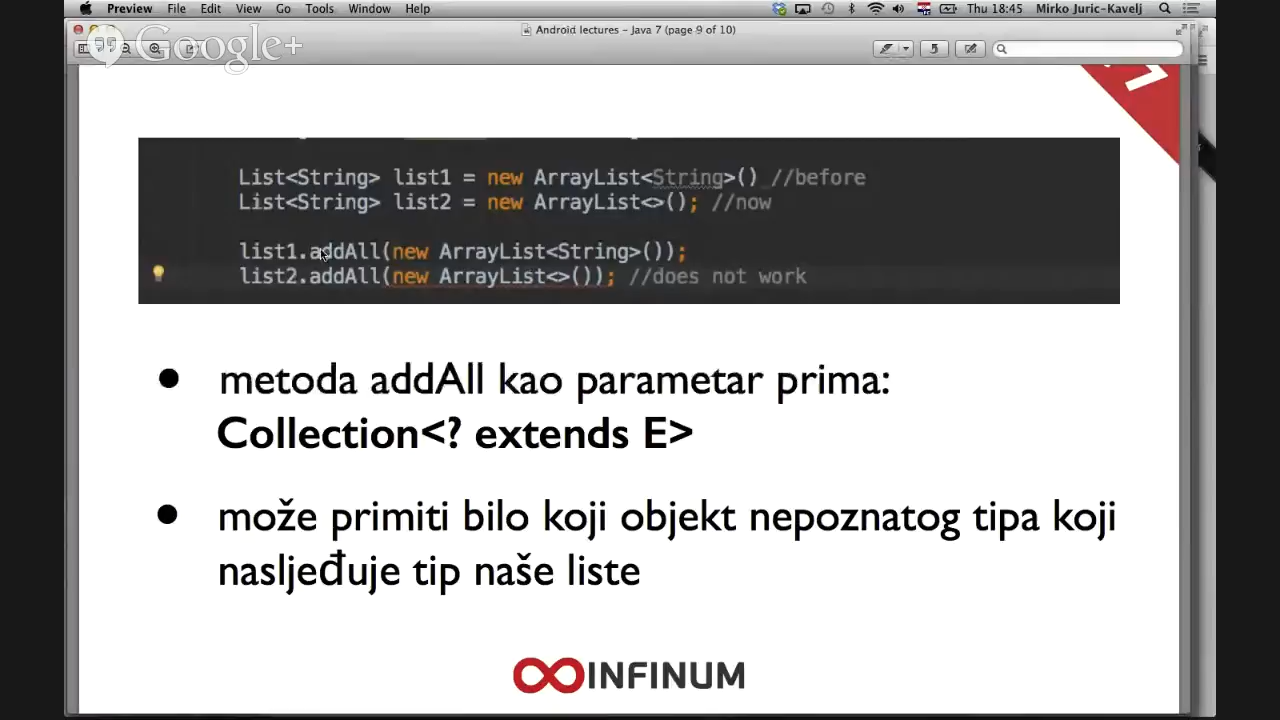 Preview File Edit View Go Tools Window Help Thu 18:45 Mirko Juric-Kavelj
Google+
Android lectures - Java 7 (page 9 of 10)
7
List<String> list1 = new ArrayList<String>() //before
List<String> list2 = new ArrayList<>(); //now
list1.addAll(new ArrayList<String>());
list2.addAll(new ArrayList<>()); //does not work
• metoda addAll kao parametar prima:
Collection<? extends E>
• može primiti bilo koji objekt nepoznatog tipa koji
nasljeđuje tip naše liste
INFINUM